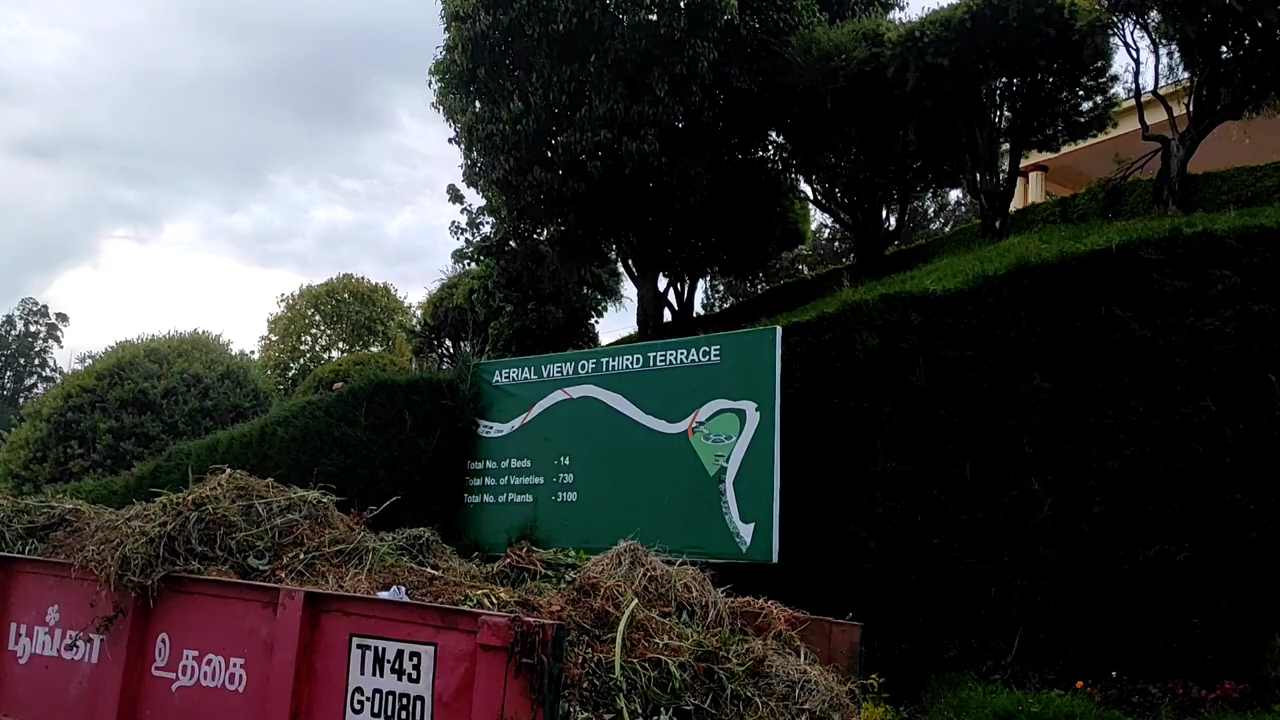 AERIAL VIEW OF THIRD TERRACE
Total No. of Beds - 14
Total No. of Varieties - 730
Total No. of Plants - 3100
பூங்கா
உதகை
TN-43
G-0080